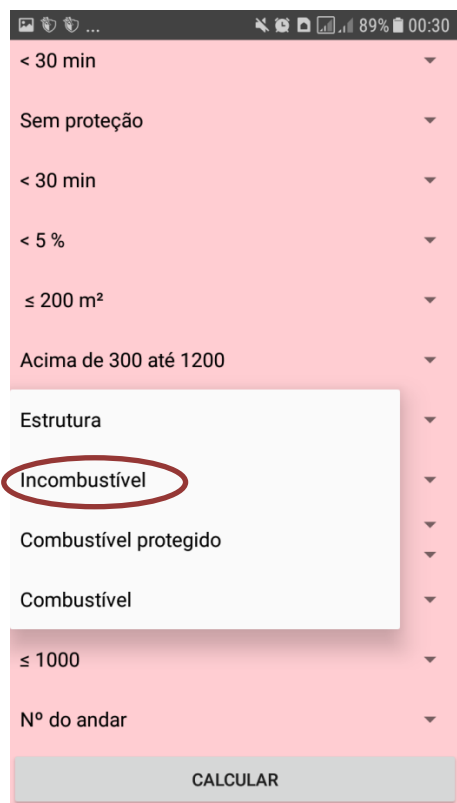 ... 89% 00:30
< 30 min
Sem proteção
< 30 min
< 5 %
≤ 200 m²
Acima de 300 até 1200
Estrutura
Incombustível
Combustível protegido
Combustível
≤ 1000
Nº do andar
CALCULAR